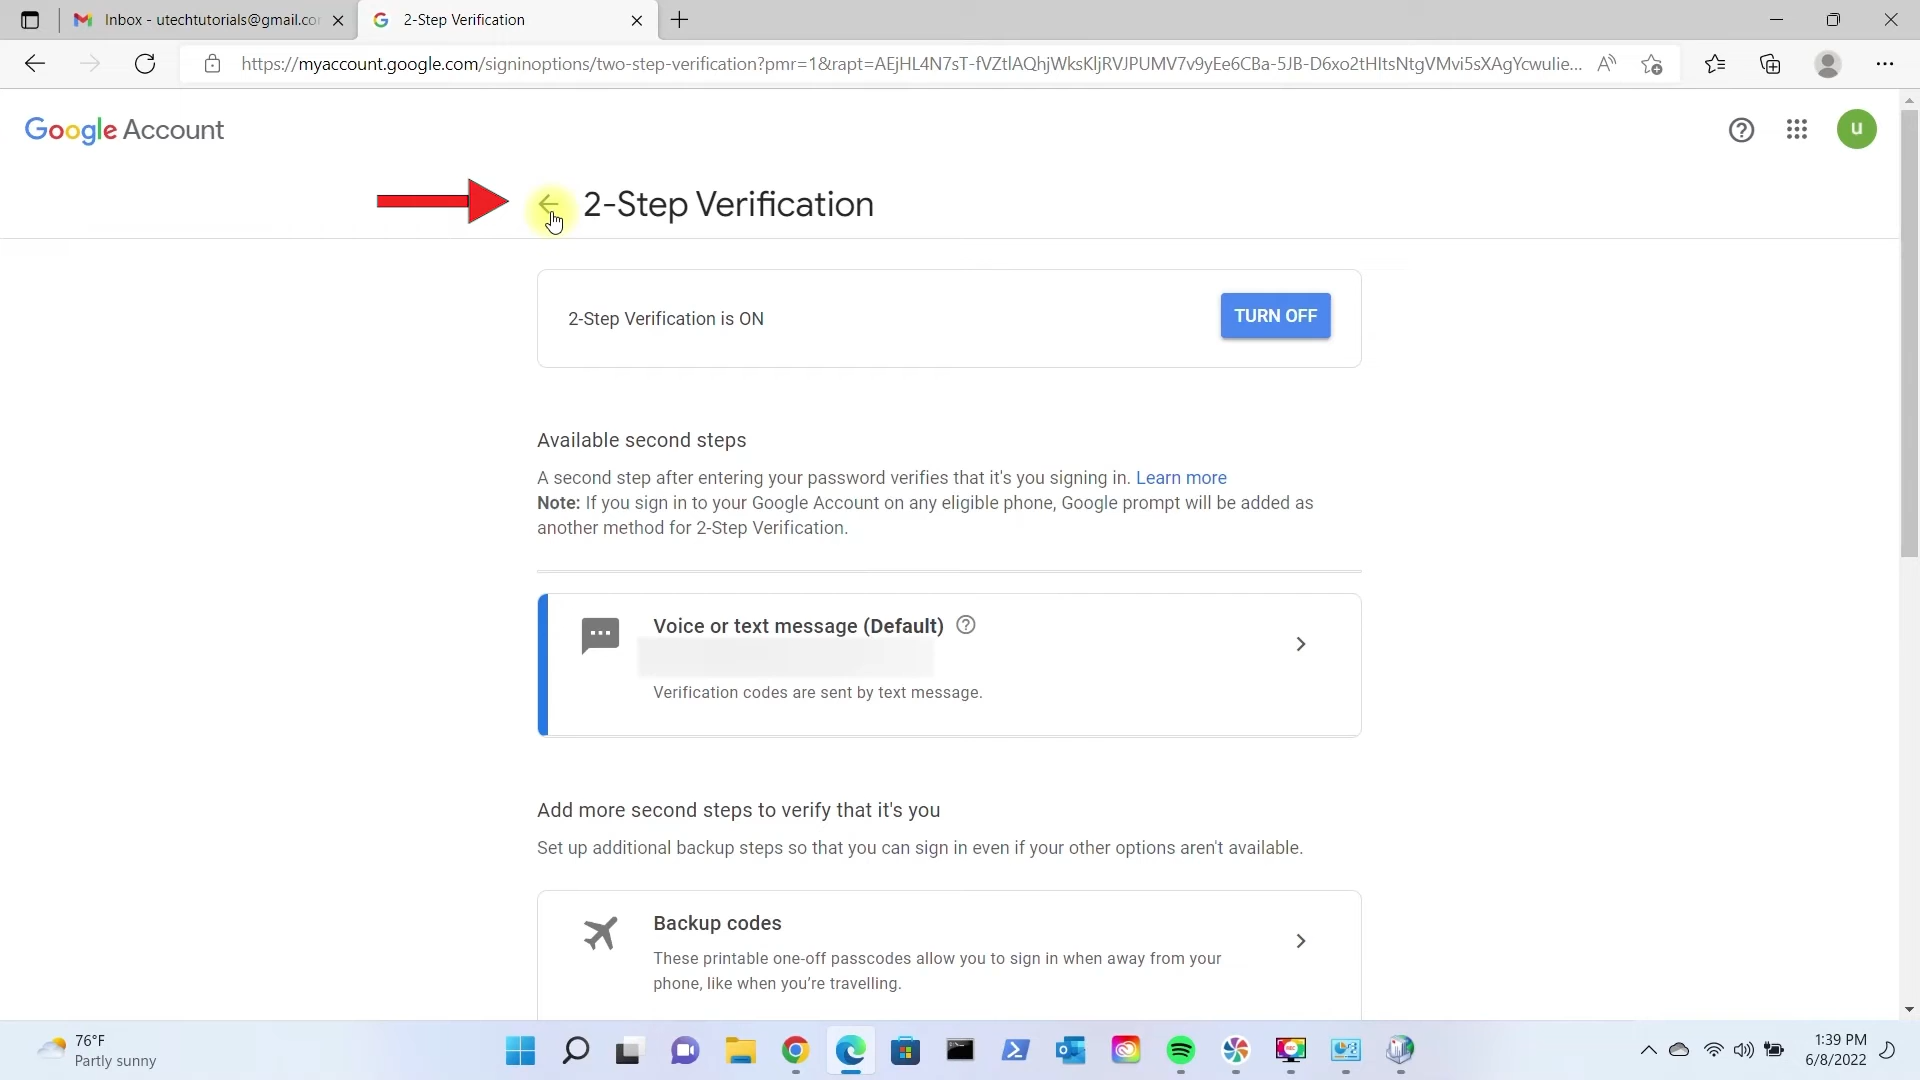 Inbox - utechtutorials@gmail.co
2-Step Verification
https://myaccount.google.com/signinoptions/two-step-verification?pmr=1&rapt=AEjHL4N7sT-fVZtlAQhjWksKljRVJPUMV7v9yEe6CBa-5JB-D6xo2tHltsNtgVMvi5sXAgYcwulie...
Google Account
u
2-Step Verification
2-Step Verification is ON
TURN OFF
Available second steps
A second step after entering your password verifies that it's you signing in. Learn more
Note: If you sign in to your Google Account on any eligible phone, Google prompt will be added as
another method for 2-Step Verification.
Voice or text message (Default)
Verification codes are sent by text message.
Add more second steps to verify that it's you
Set up additional backup steps so that you can sign in even if your other options aren't available.
Backup codes
These printable one-off passcodes allow you to sign in when away from your
phone, like when you're travelling.
76°F
Partly sunny
1:39 PM
6/8/2022